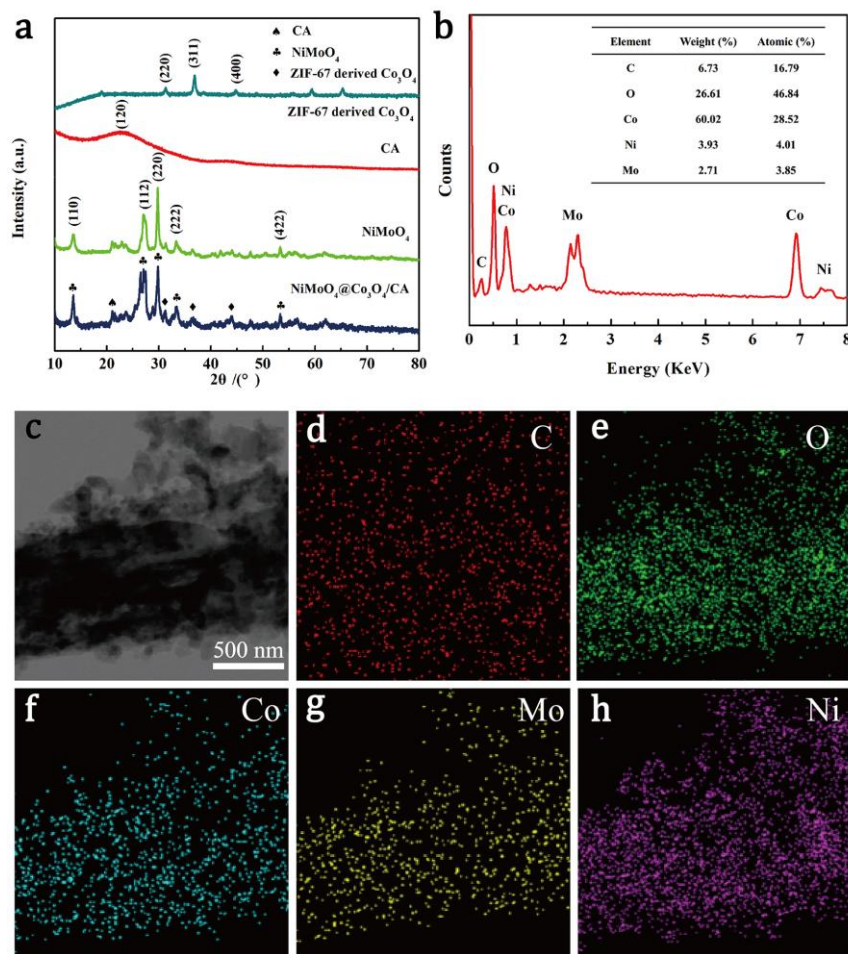 a
♠ CA
♣ NiMoO₄
♦ ZIF-67 derived Co₃O₄
(220)
(311)
(400)
ZIF-67 derived Co₃O₄
(120)
CA
(110)
(112)
(220)
(222)
(422)
NiMoO₄
♣
♠
♣
♣
♦
♣
♦
♦
♣
NiMoO₄@Co₃O₄/CA
Intensity (a.u.)
10 20 30 40 50 60 70 80
2θ /(°)
b
Element Weight (%) Atomic (%)
C 6.73 16.79
O 26.61 46.84
Co 60.02 28.52
Ni 3.93 4.01
Mo 2.71 3.85
Counts
C
O
Ni
Co
Mo
Co
Ni
0 1 2 3 4 5 6 7 8
Energy (KeV)
c
500 nm
d
C
e
O
f
Co
g
Mo
h
Ni